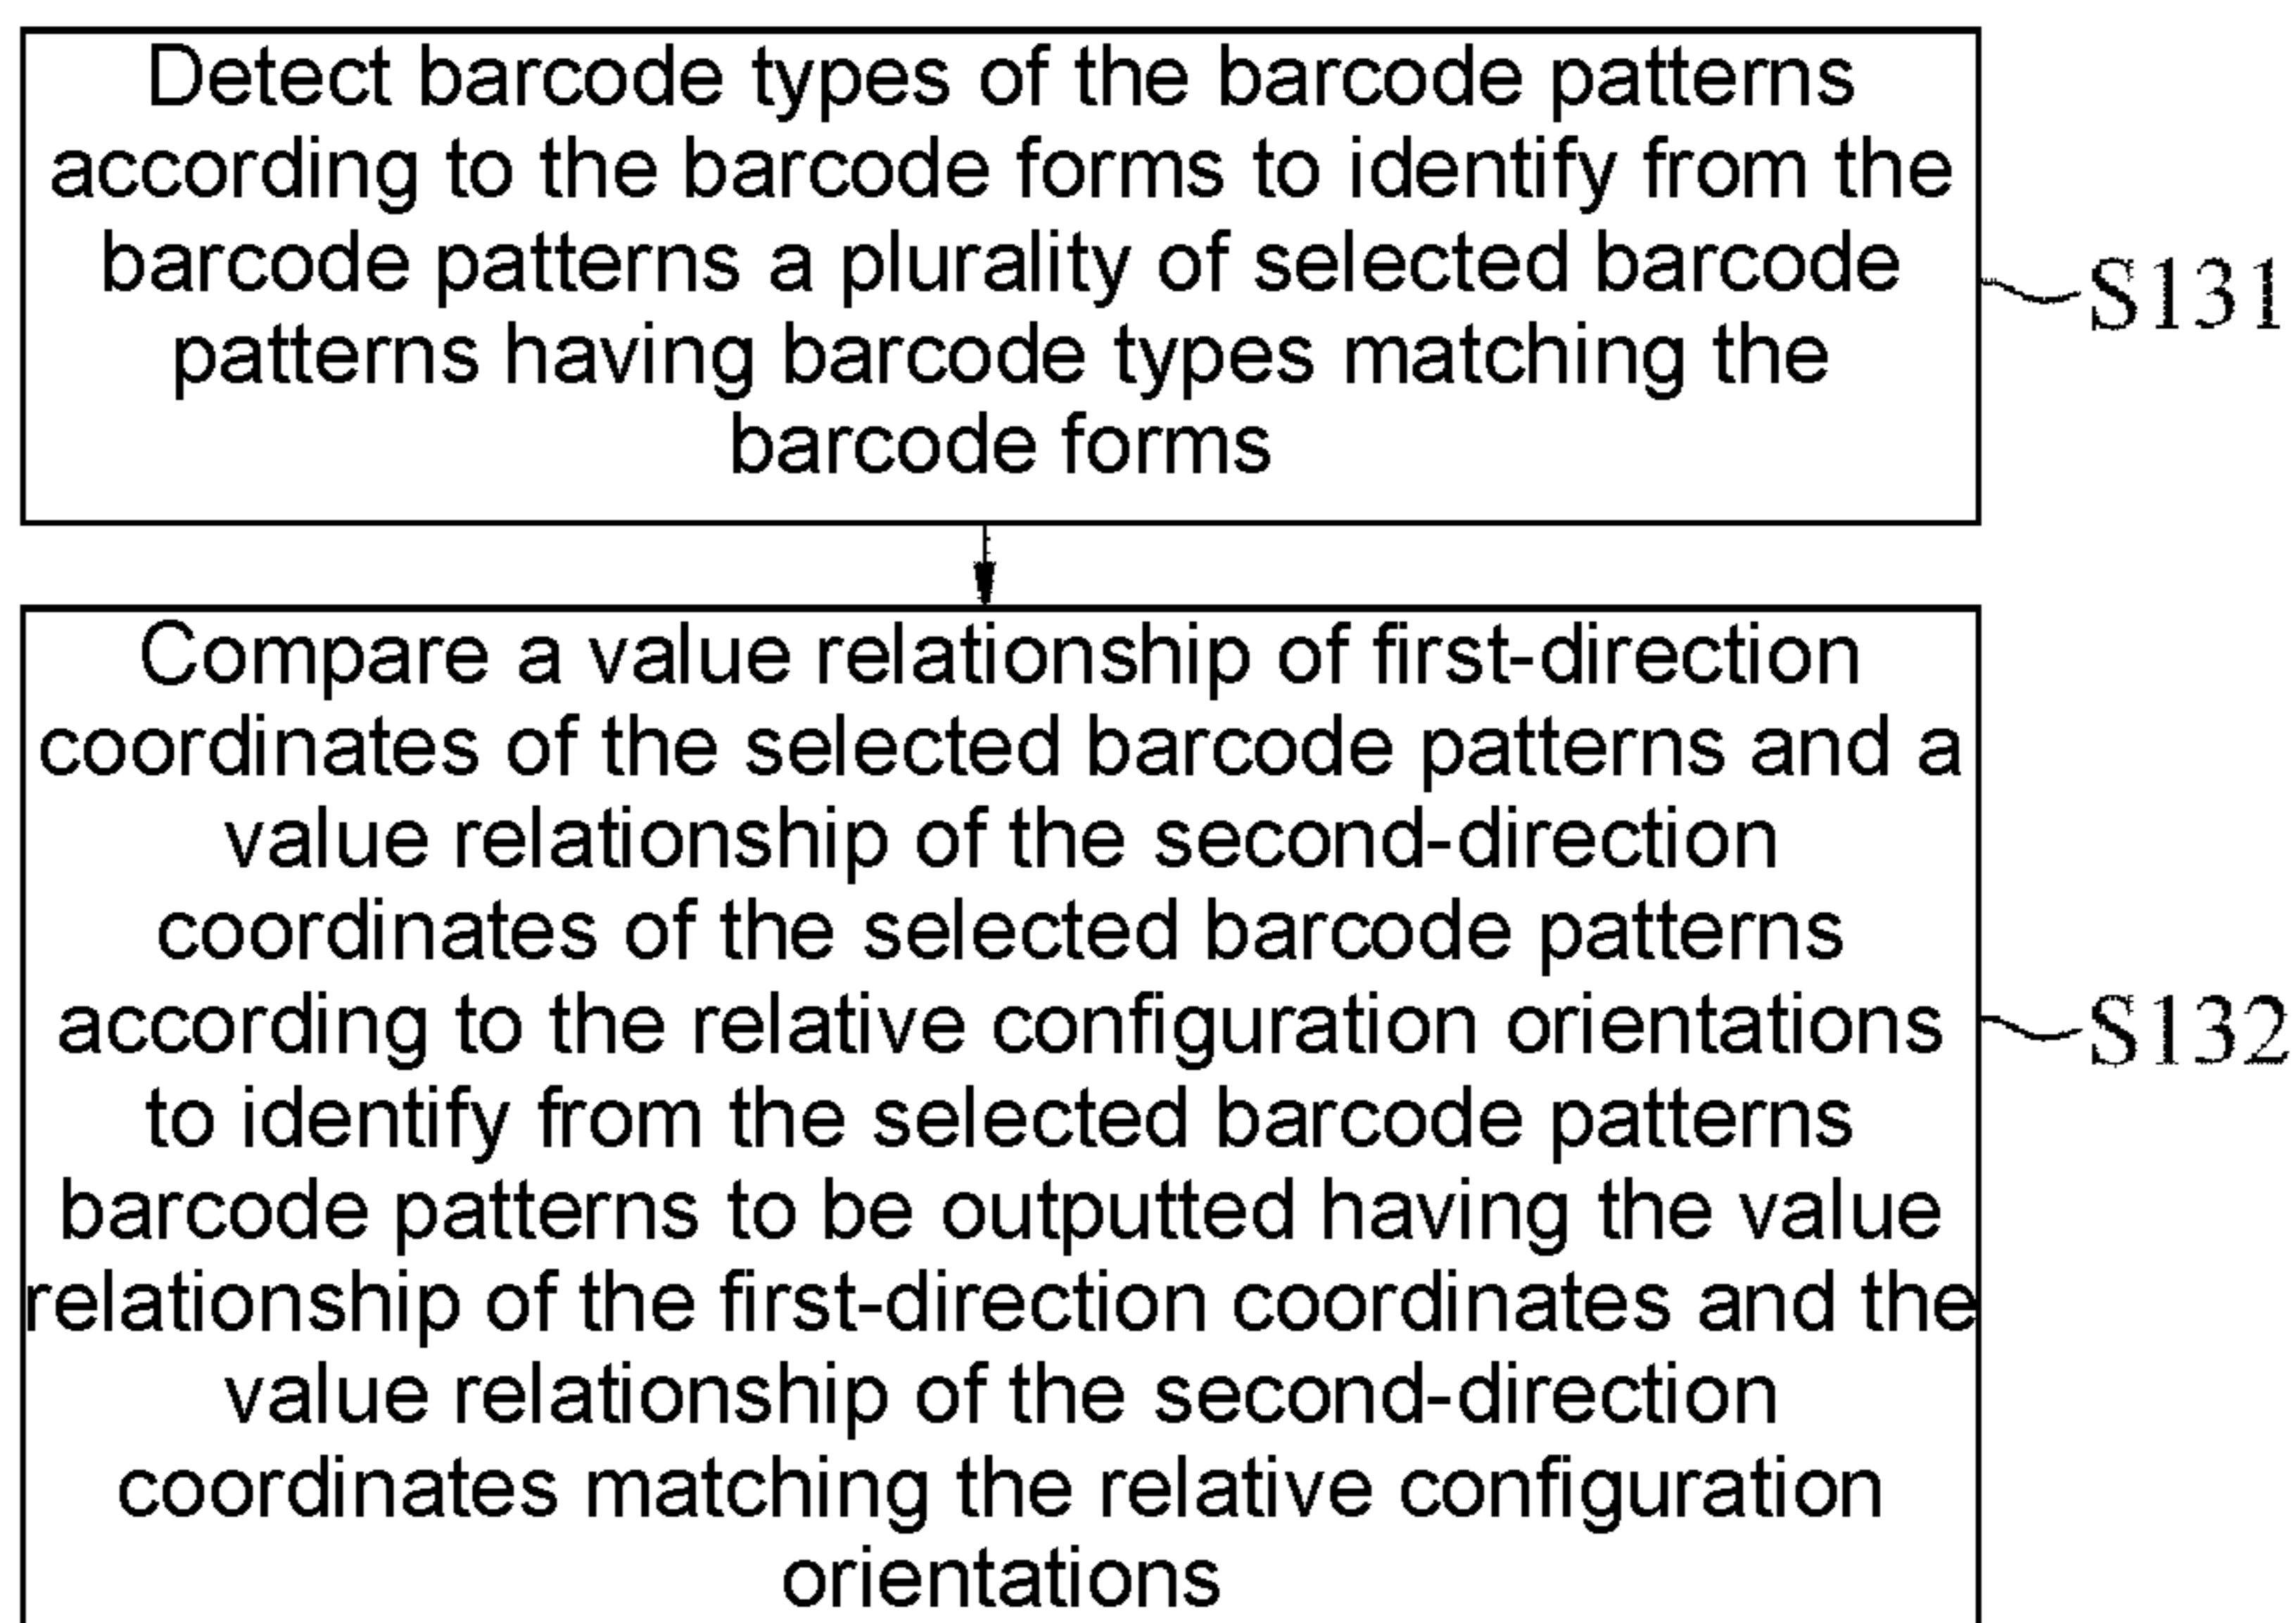 Detect barcode types of the barcode patterns
according to the barcode forms to identify from the
barcode patterns a plurality of selected barcode
patterns having barcode types matching the
barcode forms
S131
Compare a value relationship of first-direction
coordinates of the selected barcode patterns and a
value relationship of the second-direction
coordinates of the selected barcode patterns
according to the relative configuration orientations
to identify from the selected barcode patterns
barcode patterns to be outputted having the value
relationship of the first-direction coordinates and the
value relationship of the second-direction
coordinates matching the relative configuration
orientations
S132